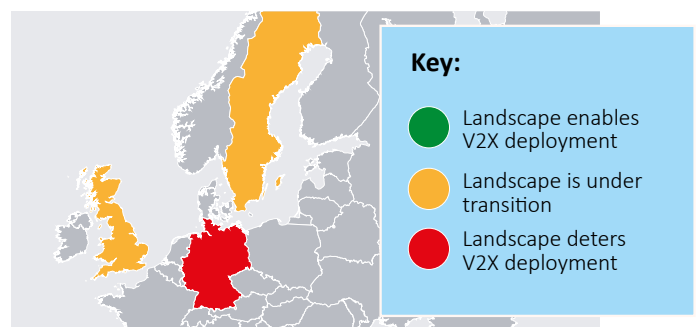 Key:
Landscape enables
V2X deployment
Landscape is under
transition
Landscape deters
V2X deployment